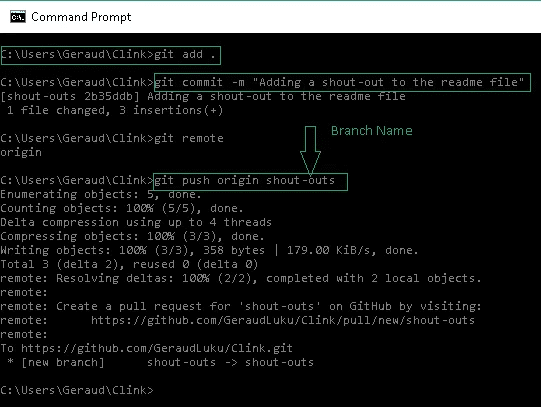 Command Prompt
C:\Users\Geraud\Clink>git add .
C:\Users\Geraud\Clink>git commit -m "Adding a shout-out to the readme file"
[shout-outs 2b35ddb] Adding a shout-out to the readme file
 1 file changed, 3 insertions(+)
C:\Users\Geraud\Clink>git remote
origin
Branch Name
C:\Users\Geraud\Clink>git push origin shout-outs
Enumerating objects: 5, done.
Counting objects: 100% (5/5), done.
Delta compression using up to 4 threads
Compressing objects: 100% (3/3), done.
Writing objects: 100% (3/3), 358 bytes | 179.00 KiB/s, done.
Total 3 (delta 2), reused 0 (delta 0)
remote: Resolving deltas: 100% (2/2), completed with 2 local objects.
remote:
remote: Create a pull request for 'shout-outs' on GitHub by visiting:
remote:      https://github.com/GeraudLuku/Clink/pull/new/shout-outs
remote:
To https://github.com/GeraudLuku/Clink.git
 * [new branch]      shout-outs -> shout-outs
C:\Users\Geraud\Clink>